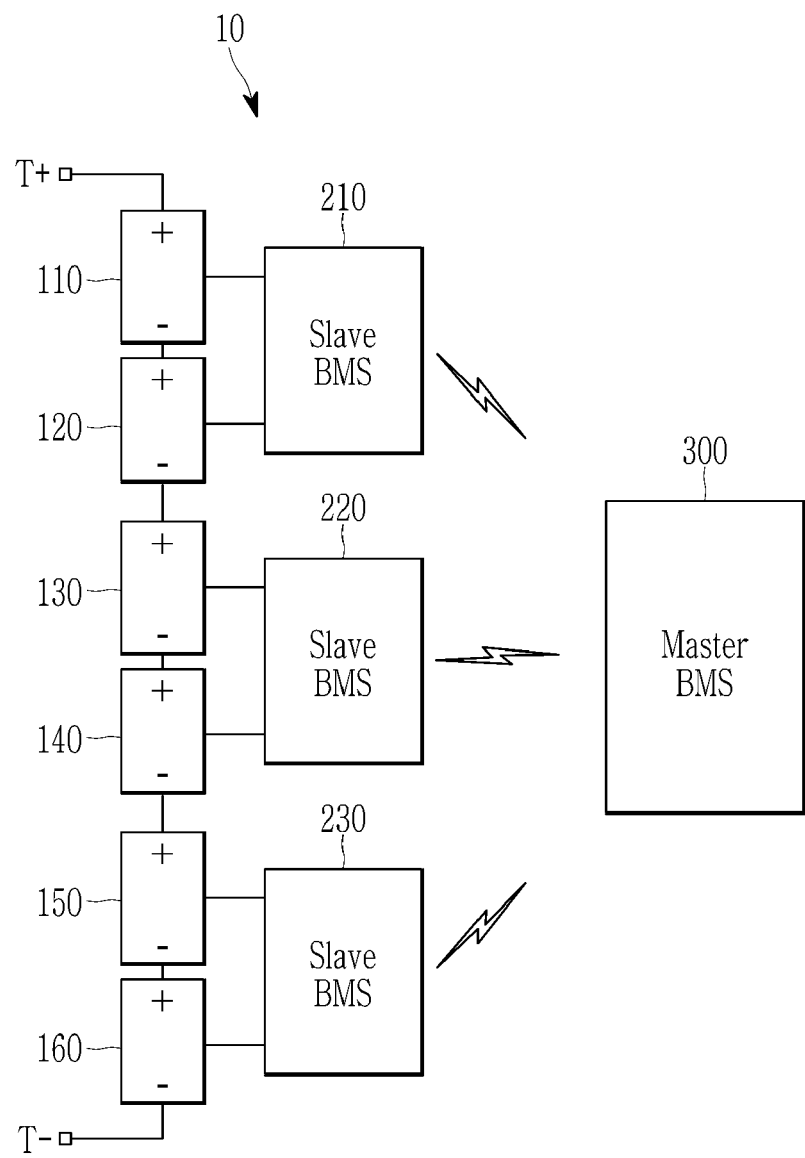 10
T+
210
+
110
Slave
BMS
-
+
120
-
300
220
+
130
Slave
BMS
Master
BMS
-
+
140
-
230
+
150
Slave
BMS
-
+
160
-
T-